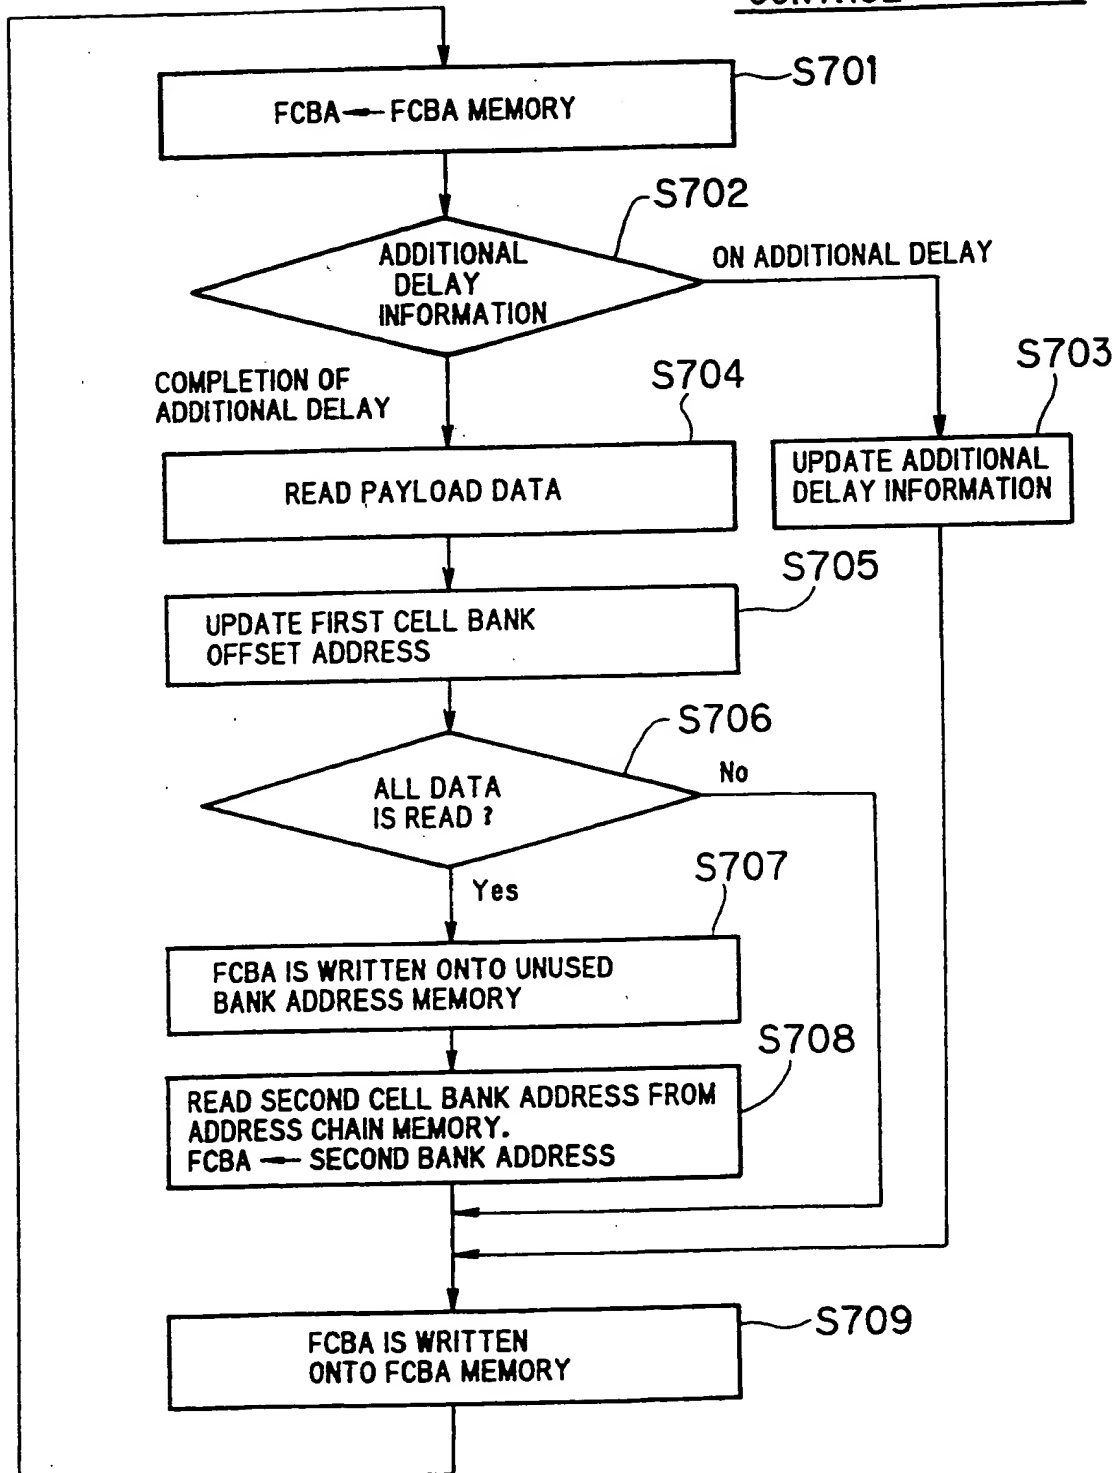 S701
FCBA ← FCBA MEMORY
S702
ADDITIONAL
DELAY
INFORMATION
ON ADDITIONAL DELAY
S703
COMPLETION OF
ADDITIONAL DELAY
S704
UPDATE ADDITIONAL
DELAY INFORMATION
READ PAYLOAD DATA
S705
UPDATE FIRST CELL BANK
OFFSET ADDRESS
S706
ALL DATA
IS READ ?
No
Yes
S707
FCBA IS WRITTEN ONTO UNUSED
BANK ADDRESS MEMORY
S708
READ SECOND CELL BANK ADDRESS FROM
ADDRESS CHAIN MEMORY.
FCBA ← SECOND BANK ADDRESS
S709
FCBA IS WRITTEN
ONTO FCBA MEMORY